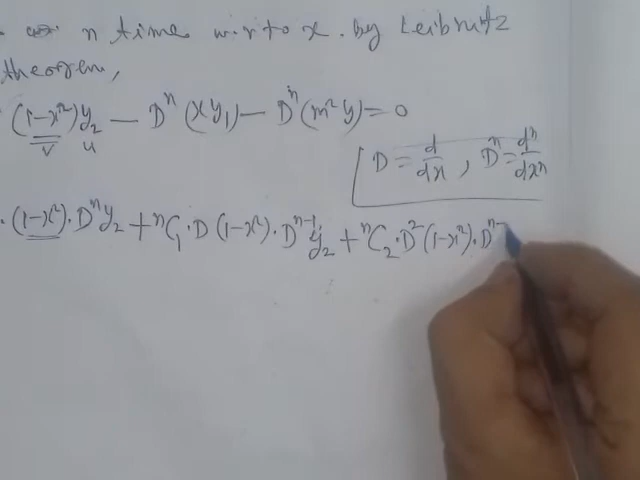 n time w.r to x . by Leibnitz
theorem,
(1-x²)y₂ — Dⁿ(xy₁) — Dⁿ(m²y) = 0
v u
D = d/dx , Dⁿ = dⁿ/dxⁿ
(1-x²)·Dⁿy₂ + ⁿC₁·D(1-x²)·Dⁿ⁻¹y₂ + ⁿC₂·D²(1-x²)·Dⁿ⁻